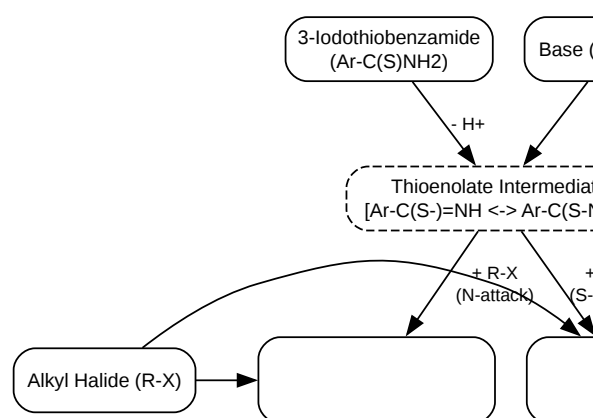 3-Iodothiobenzamide
(Ar-C(S)NH2)
Base (
- H+
Thioenolate Intermediat
[Ar-C(S-)=NH <-> Ar-C(S-N
+ R-X
(N-attack)
+
(S-
Alkyl Halide (R-X)